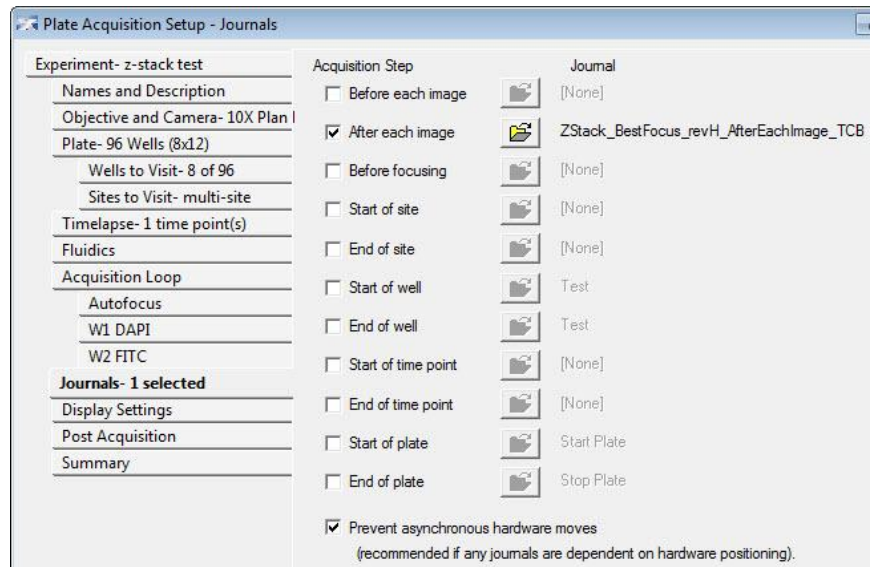 Plate Acquisition Setup - Journals
Experiment- z-stack test
Names and Description
Objective and Camera- 10X Plan
Plate- 96 Wells (8x12)
Wells to Visit- 8 of 96
Sites to Visit- multi-site
Timelapse- 1 time point(s)
Fluidics
Acquisition Loop
Autofocus
W1 DAPI
W2 FITC
Journals- 1 selected
Display Settings
Post Acquisition
Summary
Acquisition Step Journal
Before each image [None]
After each image ZStack_BestFocus_revH_AfterEachImage_TCB
Before focusing [None]
Start of site [None]
End of site [None]
Start of well Test
End of well Test
Start of time point [None]
End of time point [None]
Start of plate Start Plate
End of plate Stop Plate
Prevent asynchronous hardware moves
(recommended if any journals are dependent on hardware positioning).